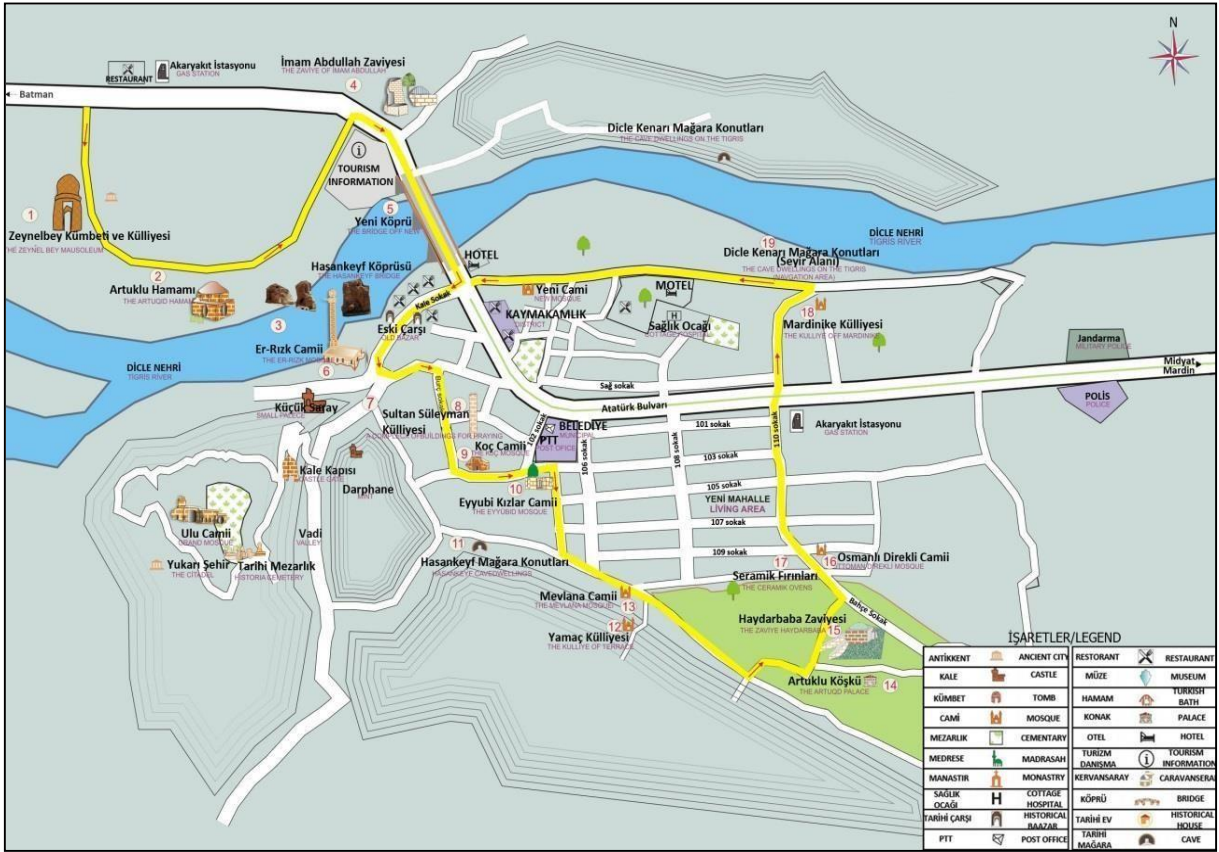 N
RESTAURANT
Akaryakıt İstasyonu
GAS STATION
İmam Abdullah Zaviyesi
THE ZAVIYE OF İMAM ABDULLAH
4
Batman
Dicle Kenarı Mağara Konutları
THE CAVE DWELLINGS ON THE TIGRIS
i
TOURISM
INFORMATION
1
Zeynelbey Kümbeti ve Külliyesi
THE ZEYNEL BEY MAUSOLEUM
5
Yeni Köprü
THE BRIDGE OFF NEW
DİCLE NEHRİ
TIGRIS RIVER
19
Dicle Kenarı Mağara Konutları
(Seyir Alanı)
THE CAVE DWELLINGS ON THE TIGRIS
2
Artuklu Hamamı
THE ARTUQID HAMAM
Hasankeyf Köprüsü
THE HASANKEYF BRIDGE
HOTEL
3
Kale Sokak
Yeni Cami
NEW MOSQUE
MOTEL
KAYMAKAMLIK
DISTRICT
Sağlık Ocağı
H
18
Mardinike Külliyesi
THE KULLIYE OFF MARDINIKE
Eski Çarşı
OLD BAZAR
Er-Rızk Camii
THE ER-RIZK MOSQUE
6
DİCLE NEHRİ
TIGRIS RIVER
Jandarma
MILITARY POLICE
Midyat
Mardin
Sağ sokak
POLİS
POLICE
Küçük Saray
SMALL PALECE
7
Atatürk Bulvarı
8
Sultan Süleyman
Külliyesi
A COMPLECT OF BUILDINGS FOR PRAYING
102 sokak
BELEDİYE
MUNICIPAL
PTT
POST OFICE
101 sokak
110 sokak
Akaryakıt İstasyonu
GAS STATION
9
Koç Camii
THE KOÇ MOSQUE
106 sokak
108 sokak
103 sokak
Kale Kapısı
CASTLE GATE
Darphane
MINT
10
Eyyubi Kızlar Camii
THE EYYUBID MOSQUE
105 sokak
YENİ MAHALLE
LIVING AREA
107 sokak
Ulu Camii
GRAND MOSQUE
Vadi
VALLEY
11
Hasankeyf Mağara Konutları
HASANKEYF CAVEDWELLINGS
109 sokak
Yukarı Şehir
THE CITADEL
Tarihi Mezarlık
HISTORIA CEMETERY
17
Seramik Fırınları
THE CERAMIK OVENS
16
Osmanlı Direkli Camii
OTTOMAN DIREKLI MOSQUE
Mevlana Camii
THE MEVLANA MOSQUE
13
Bahçe Sokak
12
Yamaç Külliyesi
THE KULLIYE OF TERRACE
Haydarbaba Zaviyesi
THE ZAVIYE HAYDARBABA
15
Artuklu Köşkü
THE ARTUQD PALACE
14
İŞARETLER/LEGEND
ANTİKKENT ANCIENT CITY RESTORANT RESTAURANT
KALE CASTLE MÜZE MUSEUM
KÜMBET TOMB HAMAM TURKISH BATH
CAMİ MOSQUE KONAK PALACE
MEZARLIK CEMENTARY OTEL HOTEL
MEDRESE MADRASAH TURİZM DANIŞMA i TOURISM INFORMATION
MANASTIR MONASTRY KERVANSARAY CARAVANSERAI
SAĞLIK OCAĞI H COTTAGE HOSPITAL KÖPRÜ BRIDGE
TARİHİ ÇARŞI HISTORICAL BAAZAR TARİHİ EV HISTORICAL HOUSE
PTT POST OFFICE TARİHİ MAĞARA CAVE